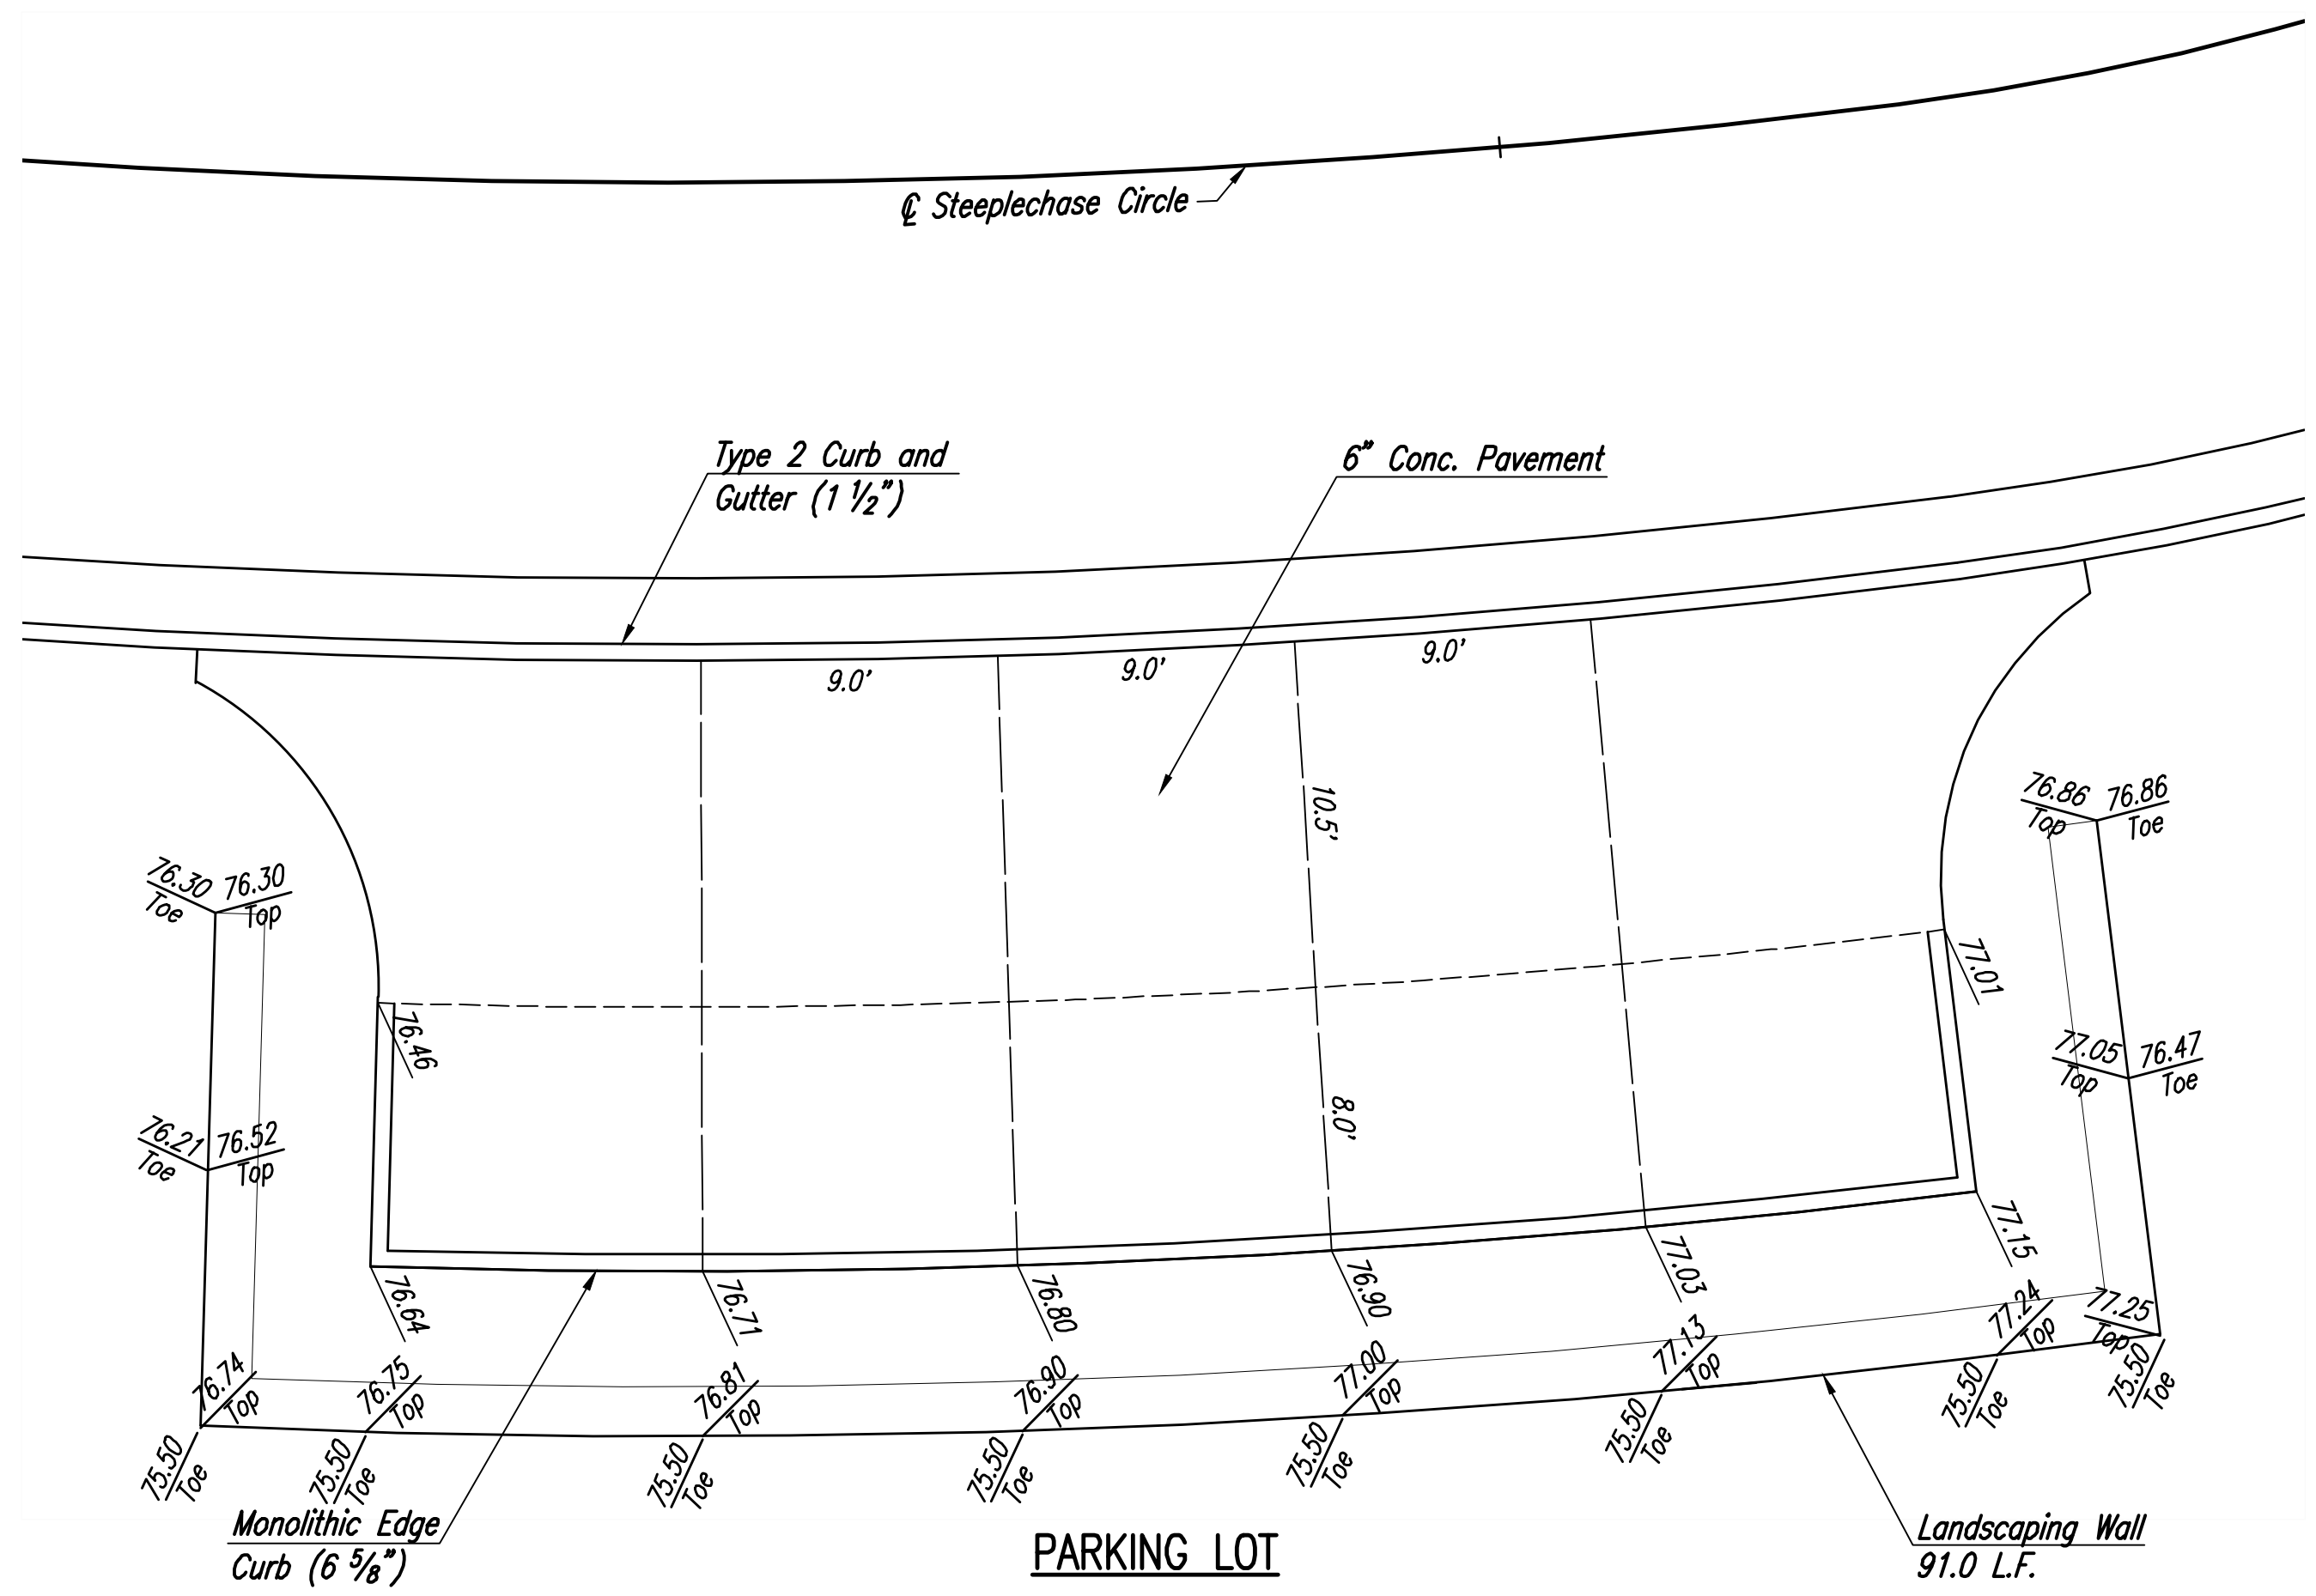 ℄ Steeplechase Circle
Type 2 Curb and
Gutter (1 ½")
6" Conc. Pavement
9.0'
9.0'
9.0'
10.5'
8.0'
76.30
Toe
76.30
Top
76.86
Top
76.86
Toe
76.46
77.01
76.21
Toe
76.52
Top
77.05
Top
76.47
Toe
76.64
76.71
76.80
76.90
77.03
77.15
76.74
Top
76.75
Top
76.81
Top
76.90
Top
77.00
Top
77.13
Top
77.24
Top
77.25
Top
75.50
Toe
75.50
Toe
75.50
Toe
75.50
Toe
75.50
Toe
75.50
Toe
75.50
Toe
75.50
Toe
Monolithic Edge
Curb (6 ⅝")
PARKING LOT
Landscaping Wall
91.0 L.F.